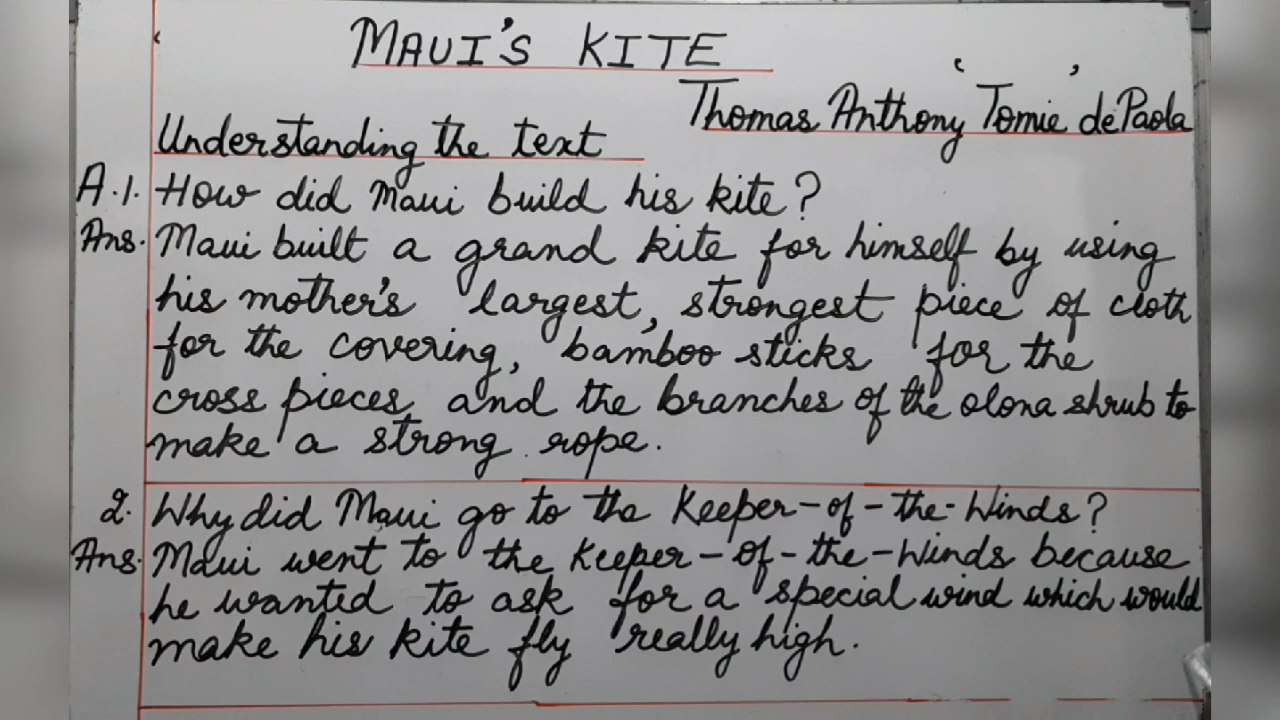 MAUI'S KITE
Thomas Anthony 'Tomie' dePaola
Understanding the text
A.1. How did Maui build his kite?
Ans. Maui built a grand kite for himself by using
his mother's largest, strongest piece of cloth
for the covering, bamboo sticks for the
cross pieces, and the branches of the olona shrub to
make a strong rope.
2. Why did Maui go to the Keeper-of-the-Winds?
Ans. Maui went to the Keeper-of-the-Winds because
he wanted to ask for a special wind which would
make his kite fly really high.